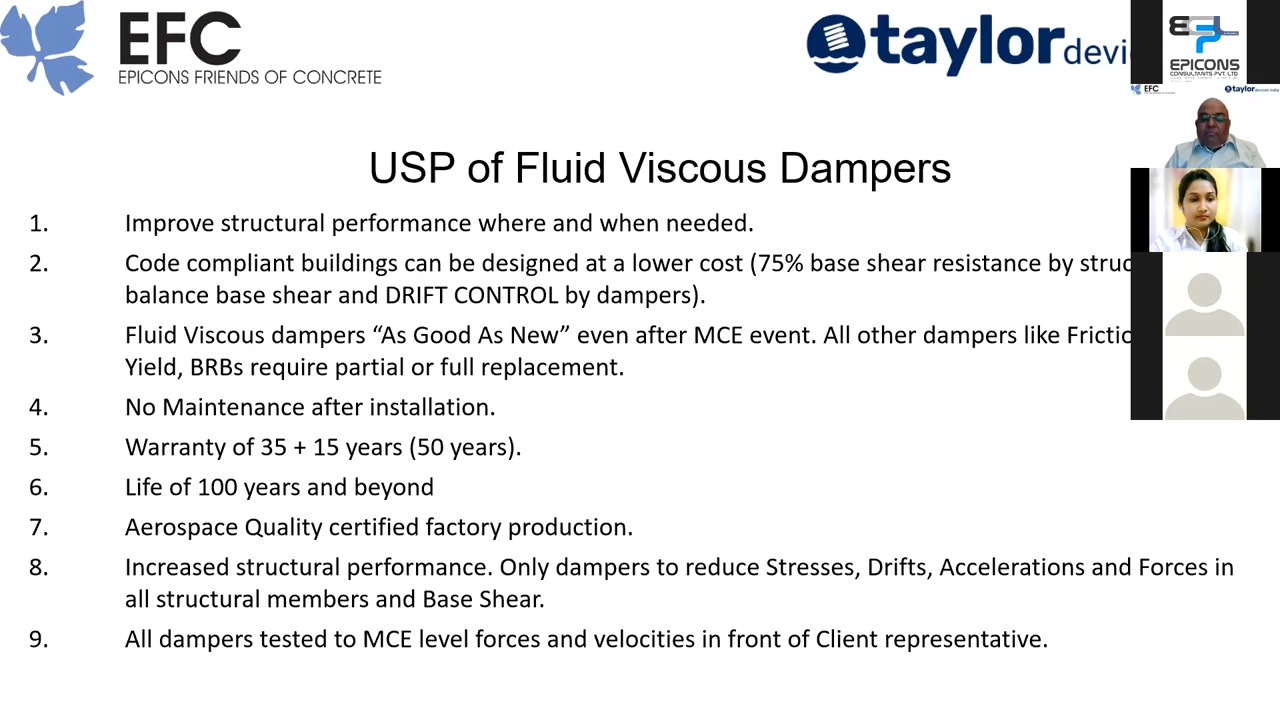 EFC
EPICONS FRIENDS OF CONCRETE
taylor devi
EPICONS
CONSULTANTS PVT. LTD
EFC
taylor devices india
USP of Fluid Viscous Dampers
1. Improve structural performance where and when needed.
2. Code compliant buildings can be designed at a lower cost (75% base shear resistance by struc
balance base shear and DRIFT CONTROL by dampers).
3. Fluid Viscous dampers “As Good As New” even after MCE event. All other dampers like Frictio
Yield, BRBs require partial or full replacement.
4. No Maintenance after installation.
5. Warranty of 35 + 15 years (50 years).
6. Life of 100 years and beyond
7. Aerospace Quality certified factory production.
8. Increased structural performance. Only dampers to reduce Stresses, Drifts, Accelerations and Forces in
all structural members and Base Shear.
9. All dampers tested to MCE level forces and velocities in front of Client representative.